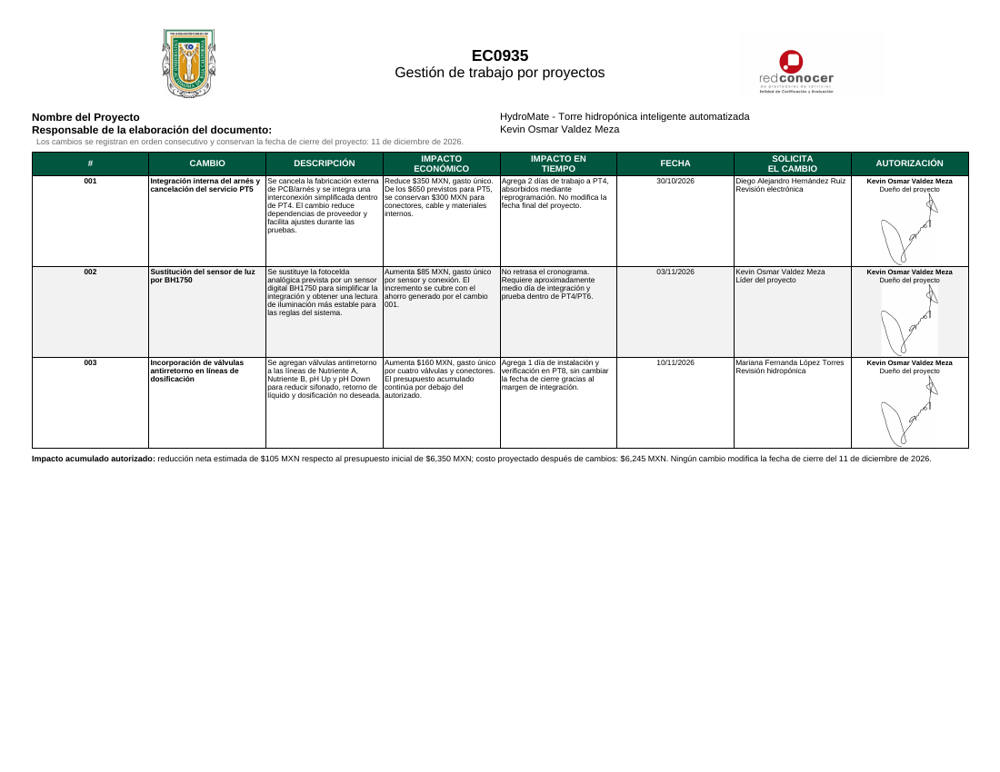 EC0935
Gestión de trabajo por proyectos
red conocer
de prestadores de servicios
Entidad de Certificación y Evaluación
Nombre del Proyecto
HydroMate - Torre hidropónica inteligente automatizada
Responsable de la elaboración del documento:
Kevin Osmar Valdez Meza
Los cambios se registran en orden consecutivo y conservan la fecha de cierre del proyecto: 11 de diciembre de 2026.
#
CAMBIO
DESCRIPCIÓN
IMPACTO
ECONÓMICO
IMPACTO EN
TIEMPO
FECHA
SOLICITA
EL CAMBIO
AUTORIZACIÓN
001
Integración interna del arnés y
cancelación del servicio PT5
Se cancela la fabricación externa
de PCB/arnés y se integra una
interconexión simplificada dentro
de PT4. El cambio reduce
dependencias de proveedor y
facilita ajustes durante las
pruebas.
Reduce $350 MXN, gasto único.
De los $650 previstos para PT5,
se conservan $300 MXN para
conectores, cable y materiales
internos.
Agrega 2 días de trabajo a PT4,
absorbidos mediante
reprogramación. No modifica la
fecha final del proyecto.
30/10/2026
Diego Alejandro Hernández Ruiz
Revisión electrónica
Kevin Osmar Valdez Meza
Dueño del proyecto
002
Sustitución del sensor de luz
por BH1750
Se sustituye la fotocelda
analógica prevista por un sensor
digital BH1750 para simplificar la
integración y obtener una lectura
de iluminación más estable para
las reglas del sistema.
Aumenta $85 MXN, gasto único
por sensor y conexión. El
incremento se cubre con el
ahorro generado por el cambio
001.
No retrasa el cronograma.
Requiere aproximadamente
medio día de integración y
prueba dentro de PT4/PT6.
03/11/2026
Kevin Osmar Valdez Meza
Líder del proyecto
Kevin Osmar Valdez Meza
Dueño del proyecto
003
Incorporación de válvulas
antirretorno en líneas de
dosificación
Se agregan válvulas antirretorno
a las líneas de Nutriente A,
Nutriente B, pH Up y pH Down
para reducir sifonado, retorno de
líquido y dosificación no deseada.
Aumenta $160 MXN, gasto único
por cuatro válvulas y conectores.
El presupuesto acumulado
continúa por debajo del
autorizado.
Agrega 1 día de instalación y
verificación en PT8, sin cambiar
la fecha de cierre gracias al
margen de integración.
10/11/2026
Mariana Fernanda López Torres
Revisión hidropónica
Kevin Osmar Valdez Meza
Dueño del proyecto
Impacto acumulado autorizado: reducción neta estimada de $105 MXN respecto al presupuesto inicial de $6,350 MXN; costo proyectado después de cambios: $6,245 MXN. Ningún cambio modifica la fecha de cierre del 11 de diciembre de 2026.